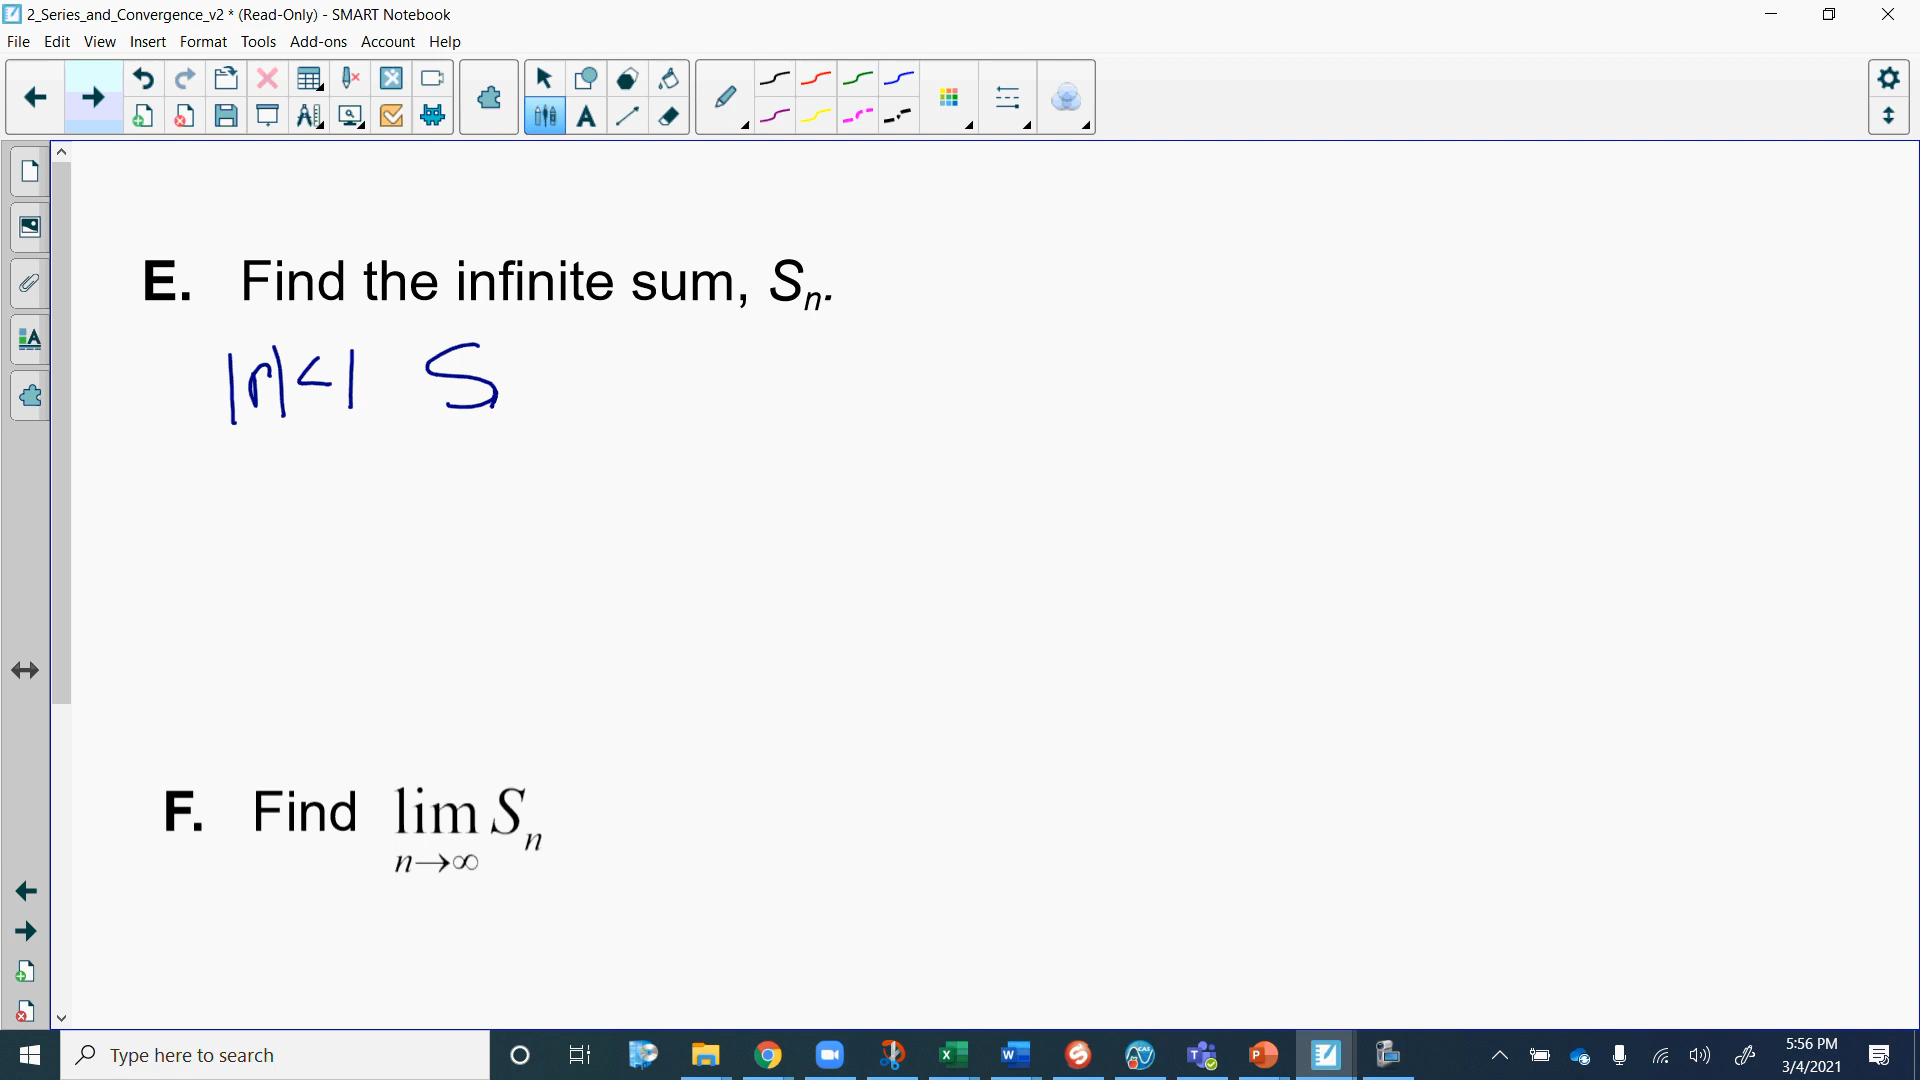 2_Series_and_Convergence_v2 * (Read-Only) - SMART Notebook
File Edit View Insert Format Tools Add-ons Account Help
E. Find the infinite sum, Sₙ.
|r|<1 S
F. Find lim Sₙ
n→∞
Type here to search
5:56 PM
3/4/2021